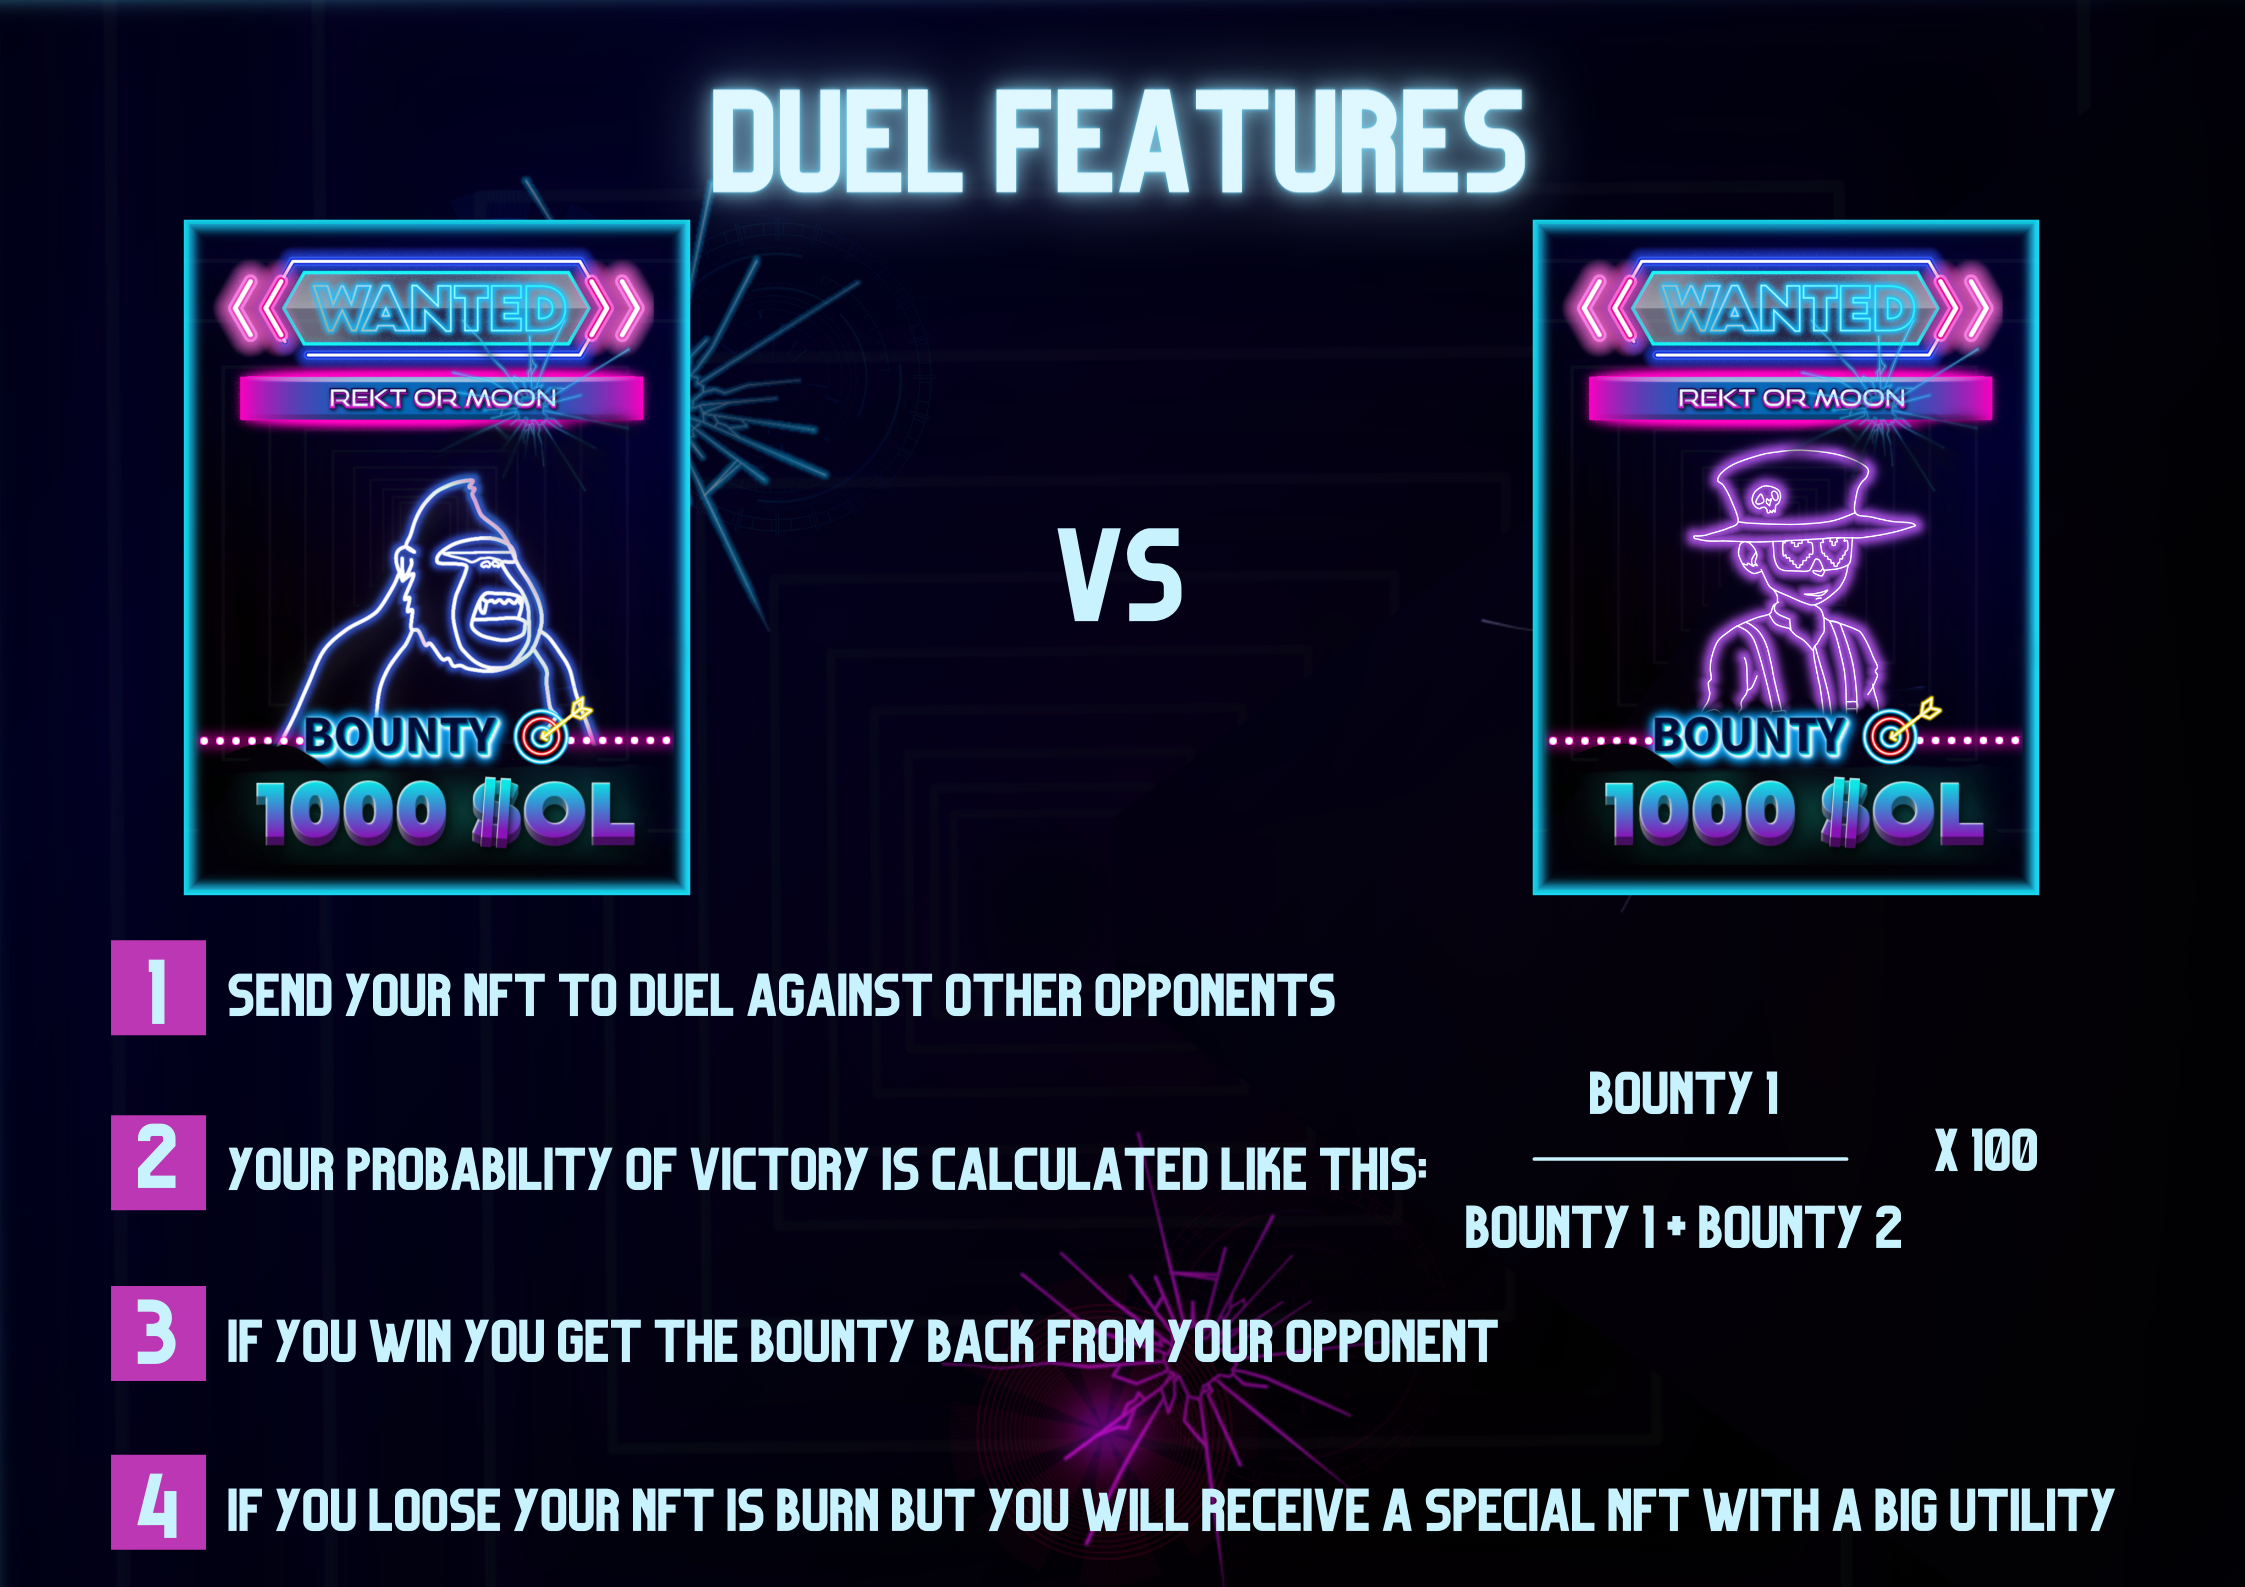 DUEL FEATURES
WANTED
REKT OR MOON
BOUNTY
1000 $OL
VS
WANTED
REKT OR MOON
BOUNTY
1000 $OL
1 SEND YOUR NFT TO DUEL AGAINST OTHER OPPONENTS
2 YOUR PROBABILITY OF VICTORY IS CALCULATED LIKE THIS:
BOUNTY 1
X 100
BOUNTY 1 + BOUNTY 2
3 IF YOU WIN YOU GET THE BOUNTY BACK FROM YOUR OPPONENT
4 IF YOU LOOSE YOUR NFT IS BURN BUT YOU WILL RECEIVE A SPECIAL NFT WITH A BIG UTILITY